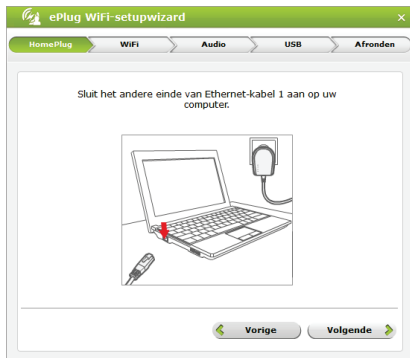 ePlug WiFi-setupwizard
HomePlug WiFi Audio USB Afronden
Sluit het andere einde van Ethernet-kabel 1 aan op uw
computer.
Vorige Volgende